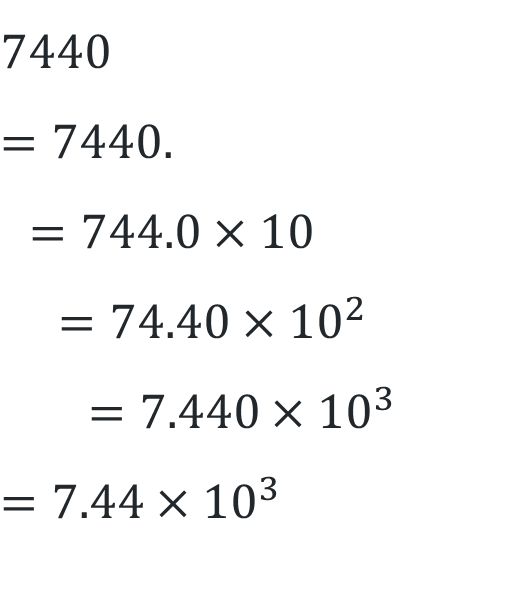 7440
= 7440.
= 744.0 × 10
= 74.40 × 10²
= 7.440 × 10³
= 7.44 × 10³